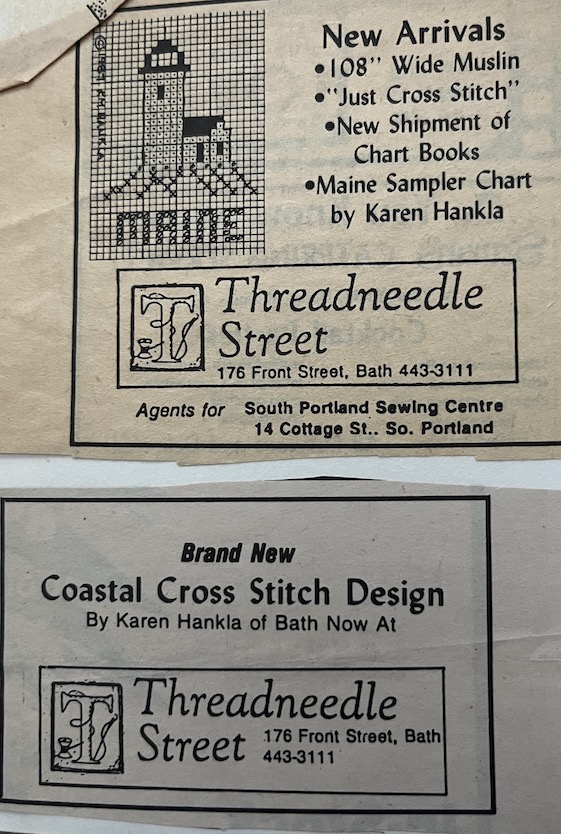 New Arrivals
•108" Wide Muslin
•"Just Cross Stitch"
•New Shipment of
Chart Books
•Maine Sampler Chart
by Karen Hankla
MAINE
T
Threadneedle
Street
176 Front Street, Bath 443-3111
Agents for South Portland Sewing Centre
14 Cottage St.. So. Portland
Brand New
Coastal Cross Stitch Design
By Karen Hankla of Bath Now At
T
Threadneedle
Street 176 Front Street, Bath
443-3111